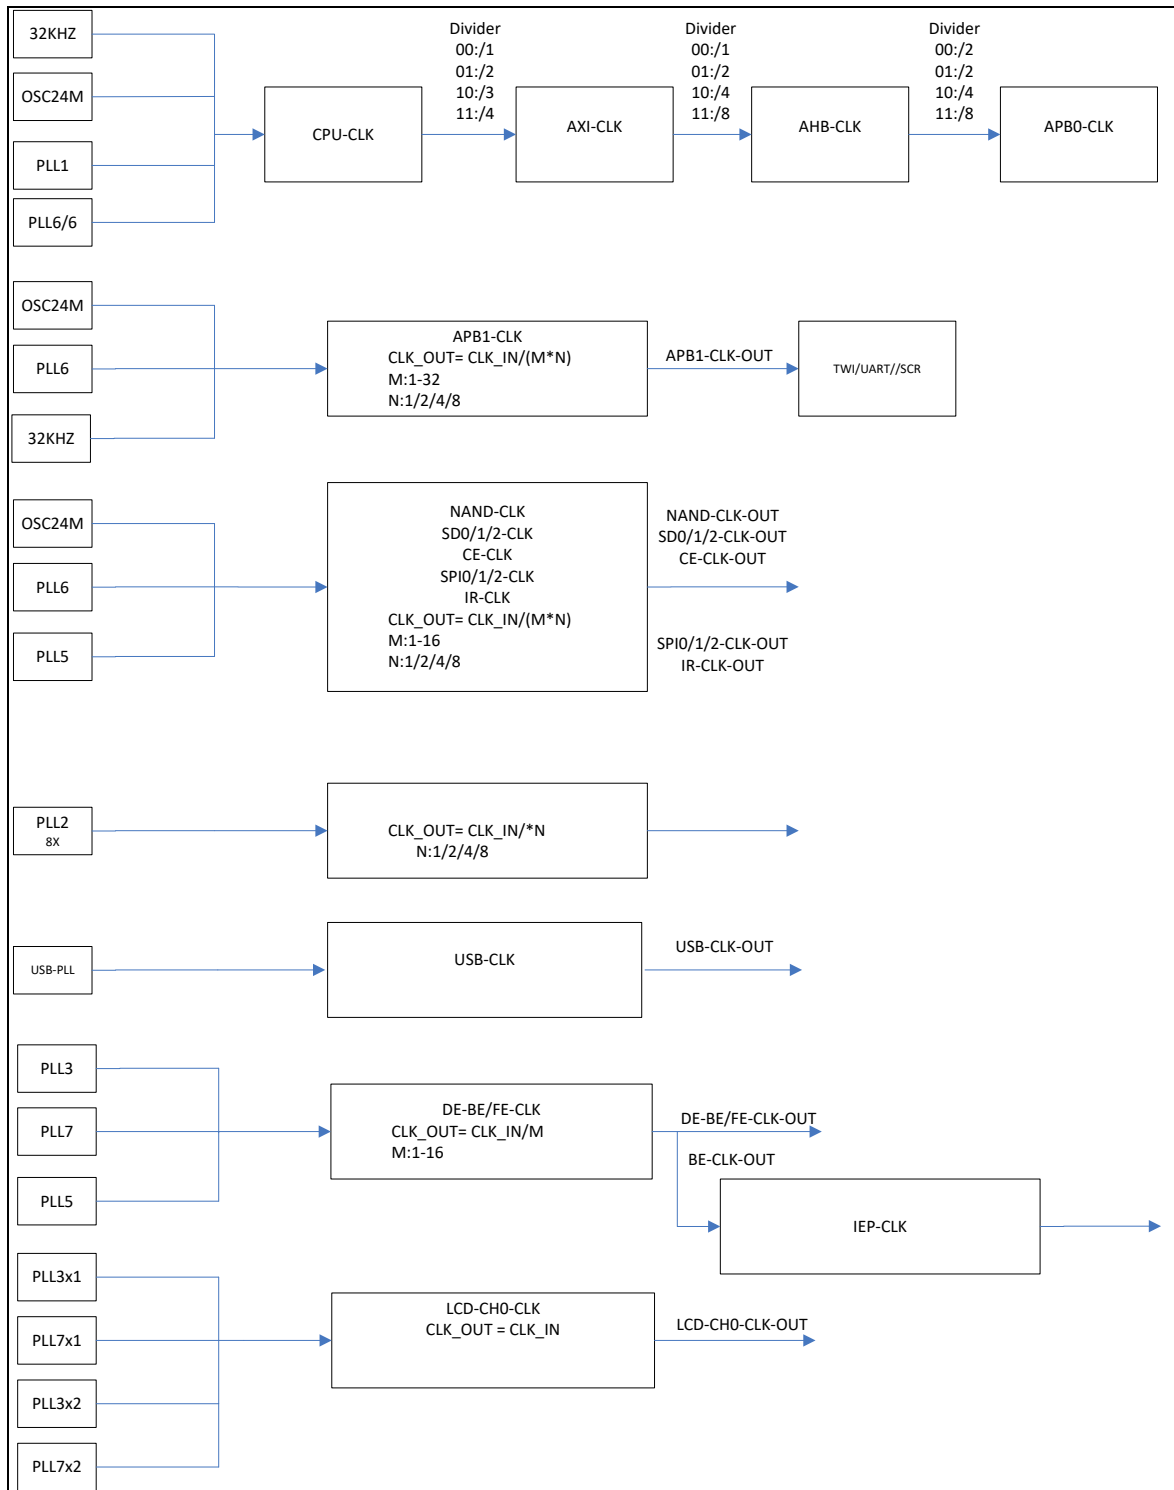 32KHZ
OSC24M
PLL1
PLL6/6
CPU-CLK
Divider
00:/1
01:/2
10:/3
11:/4
AXI-CLK
Divider
00:/1
01:/2
10:/4
11:/8
AHB-CLK
Divider
00:/2
01:/2
10:/4
11:/8
APB0-CLK
OSC24M
PLL6
32KHZ
APB1-CLK
CLK_OUT= CLK_IN/(M*N)
M:1-32
N:1/2/4/8
APB1-CLK-OUT
TWI/UART//SCR
OSC24M
PLL6
PLL5
NAND-CLK
SD0/1/2-CLK
CE-CLK
SPI0/1/2-CLK
IR-CLK
CLK_OUT= CLK_IN/(M*N)
M:1-16
N:1/2/4/8
NAND-CLK-OUT
SD0/1/2-CLK-OUT
CE-CLK-OUT
SPI0/1/2-CLK-OUT
IR-CLK-OUT
PLL2
8X
CLK_OUT= CLK_IN/*N
N:1/2/4/8
USB-PLL
USB-CLK
USB-CLK-OUT
PLL3
PLL7
PLL5
DE-BE/FE-CLK
CLK_OUT= CLK_IN/M
M:1-16
DE-BE/FE-CLK-OUT
BE-CLK-OUT
IEP-CLK
PLL3x1
PLL7x1
PLL3x2
PLL7x2
LCD-CH0-CLK
CLK_OUT = CLK_IN
LCD-CH0-CLK-OUT